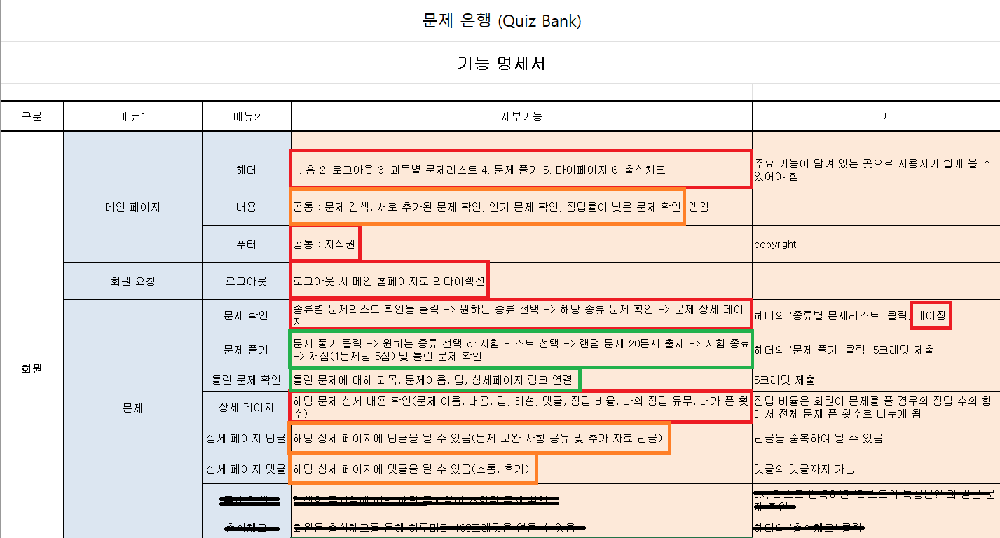 문제 은행 (Quiz Bank)
- 기능 명세서 -
구분 메뉴1 메뉴2 세부기능 비고
회원
메인 페이지
헤더
1. 홈 2. 로그아웃 3. 과목별 문제리스트 4. 문제 풀기 5. 마이페이지 6. 출석체크
주요 기능이 담겨 있는 곳으로 사용자가 쉽게 볼 수
있어야 함
내용
공통 : 문제 검색, 새로 추가된 문제 확인, 인기 문제 확인, 정답률이 낮은 문제 확인, 랭킹
푸터
공통 : 저작권
copyright
회원 요청
로그아웃
로그아웃 시 메인 홈페이지로 리다이렉션
문제
문제 확인
종류별 문제리스트 확인을 클릭 -> 원하는 종류 선택 -> 해당 종류 문제 확인 -> 문제 상세 페이
지
헤더의 '종류별 문제리스트' 클릭, 페이징
문제 풀기
문제 풀기 클릭 -> 원하는 종류 선택 or 시험 리스트 선택 -> 랜덤 문제 20문제 출제 -> 시험 종료
-> 채점(1문제당 5점) 및 틀린 문제 확인
헤더의 '문제 풀기' 클릭, 5크레딧 제출
틀린 문제 확인
틀린 문제에 대해 과목, 문제이름, 답, 상세페이지 링크 연결
5크레딧 제출
상세 페이지
해당 문제 상세 내용 확인(문제 이름, 내용, 답, 해설, 댓글, 정답 비율, 나의 정답 유무, 내가 푼 횟
수)
정답 비율은 회원이 문제를 풀 경우의 정답 수의 합
에서 전체 문제 푼 횟수로 나누게 됨
상세 페이지 답글
해당 상세 페이지에 답글을 달 수 있음(문제 보완 사항 공유 및 추가 자료 답글)
답글을 중복하여 달 수 있음
상세 페이지 댓글
해당 상세 페이지에 댓글을 달 수 있음(소통, 후기)
댓글의 댓글까지 가능
문제 확인
출석체크
회원은 출석체크를 통해 하루마다 100크레딧을 얻을 수 있음
헤더의 '출석체크' 클릭